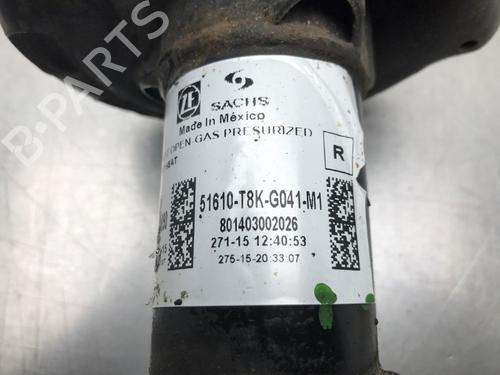 ZF
SACHS
Made in México
OPEN-GAS PRESURIZED
R
51610-T8K-G041-M1
801403002026
271-15 12:40:53
275-15-20:33:07
B-PARTS